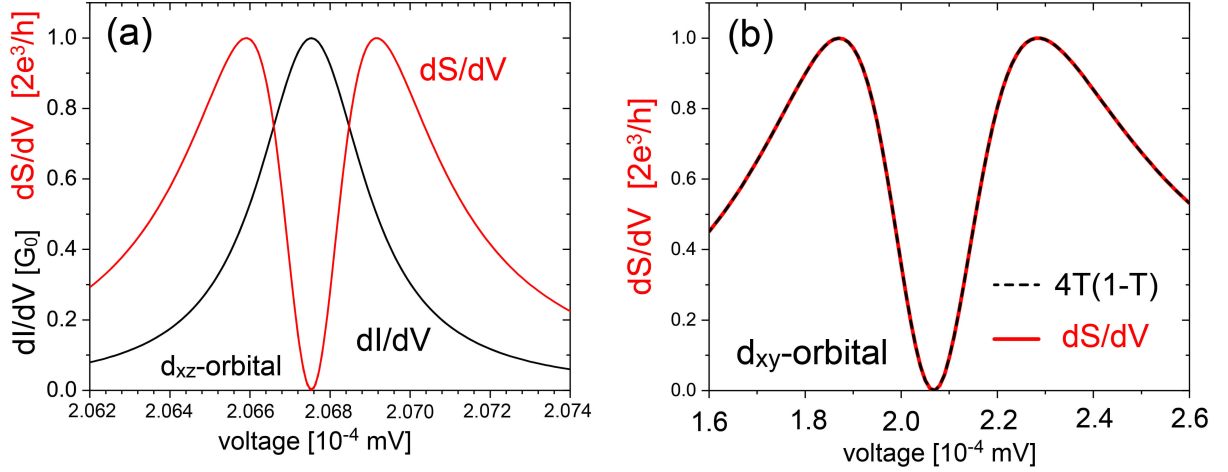 (a)
dS/dV [2e³/h]
dI/dV [G₀]
1.0
0.8
0.6
0.4
0.2
0.0
dS/dV
dI/dV
dxz-orbital
2.062 2.064 2.066 2.068 2.070 2.072 2.074
voltage [10⁻⁴ mV]
(b)
dS/dV [2e³/h]
1.0
0.8
0.6
0.4
0.2
0.0
4T(1-T)
dS/dV
dxy-orbital
1.6 1.8 2.0 2.2 2.4 2.6
voltage [10⁻⁴ mV]